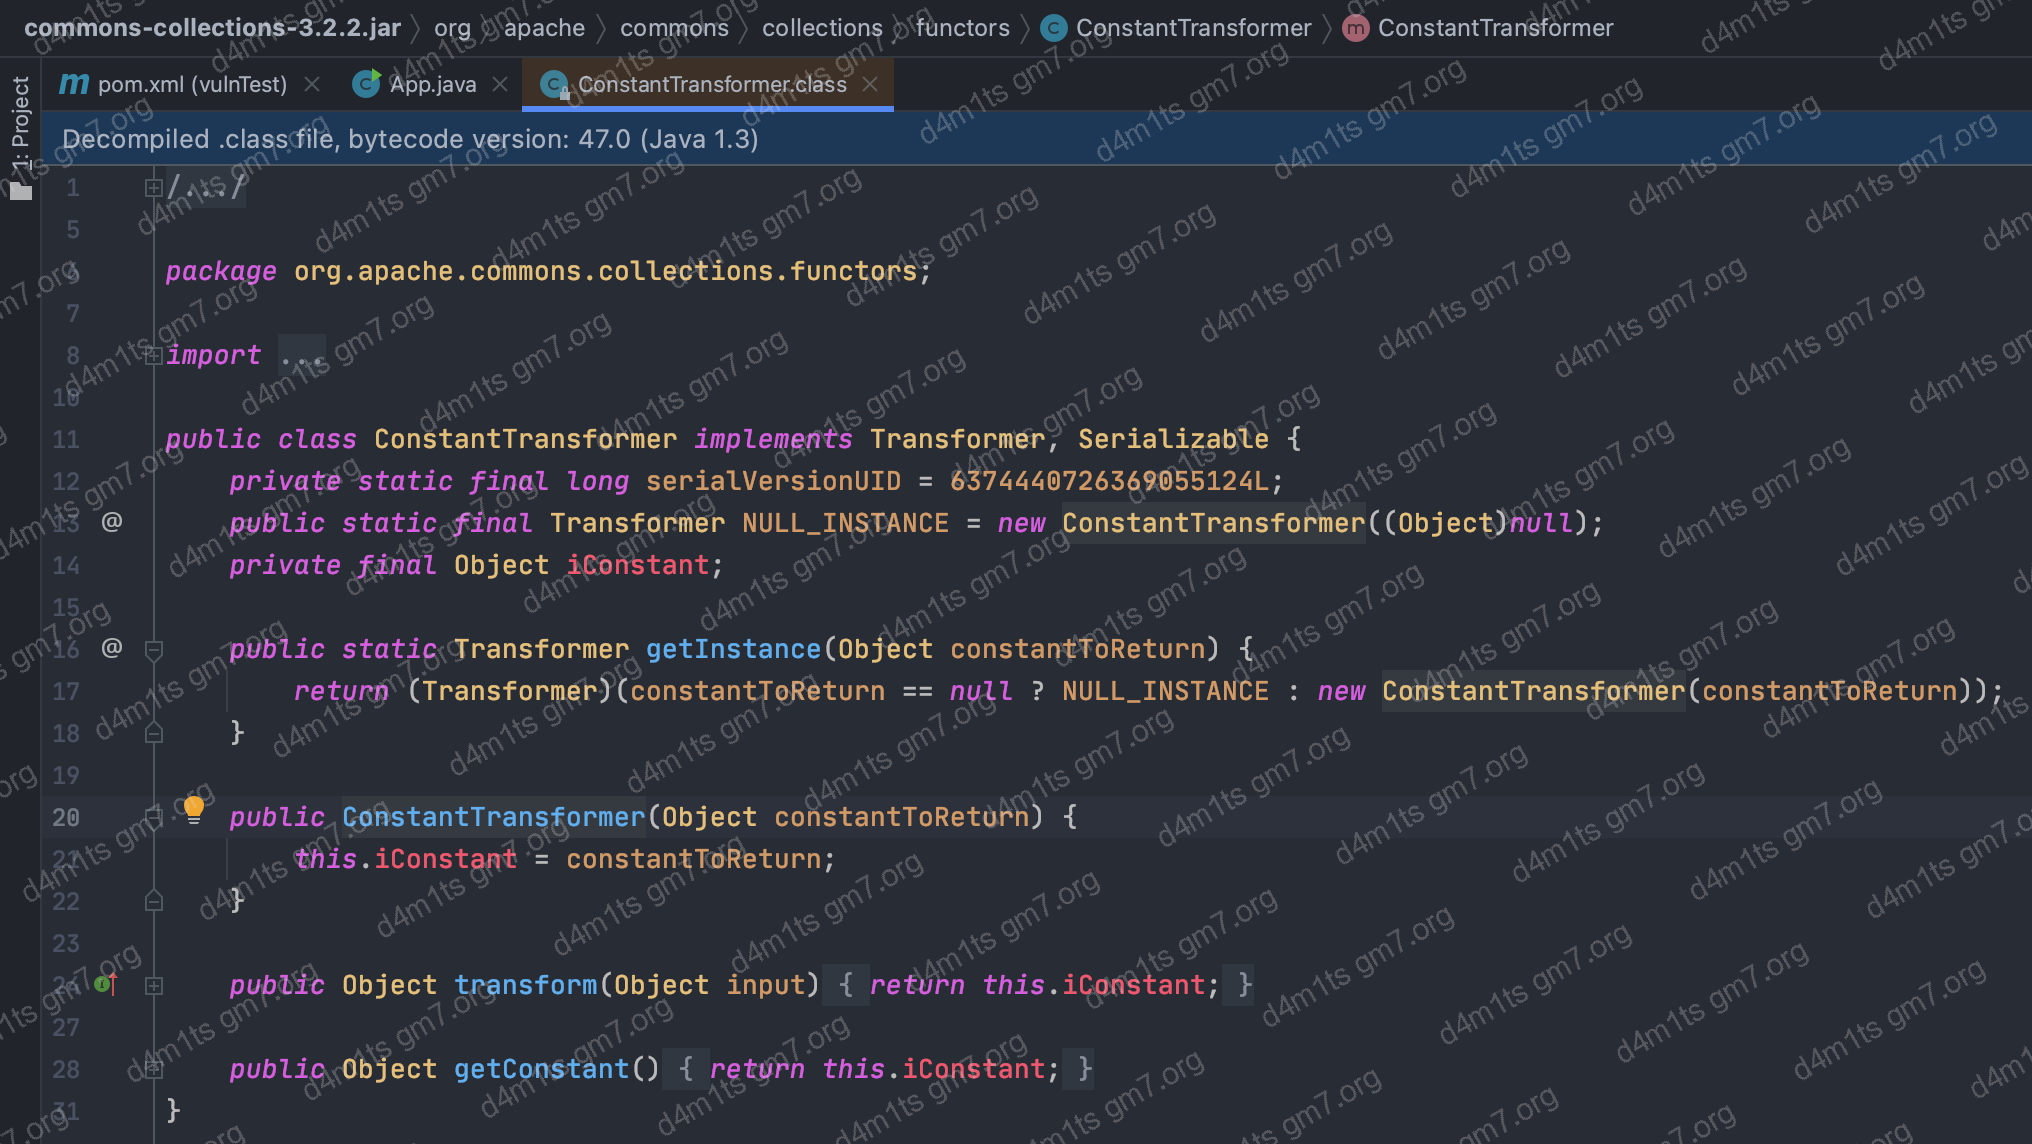 commons-collections-3.2.2.jar > org > apache > commons > collections > functors > ConstantTransformer > ConstantTransformer
pom.xml (vulnTest) × App.java × ConstantTransformer.class ×
1: Project
Decompiled .class file, bytecode version: 47.0 (Java 1.3)
1 /.../
5
6 package org.apache.commons.collections.functors;
7
8 import ...
10
11 public class ConstantTransformer implements Transformer, Serializable {
12 private static final long serialVersionUID = 6374440726369055124L;
13 @ public static final Transformer NULL_INSTANCE = new ConstantTransformer((Object)null);
14 private final Object iConstant;
15
16 @ public static Transformer getInstance(Object constantToReturn) {
17 return (Transformer)(constantToReturn == null ? NULL_INSTANCE : new ConstantTransformer(constantToReturn));
18 }
19
20 public ConstantTransformer(Object constantToReturn) {
21 this.iConstant = constantToReturn;
22 }
23
24 public Object transform(Object input) { return this.iConstant; }
27
28 public Object getConstant() { return this.iConstant; }
31 }
d4m1ts gm7.org